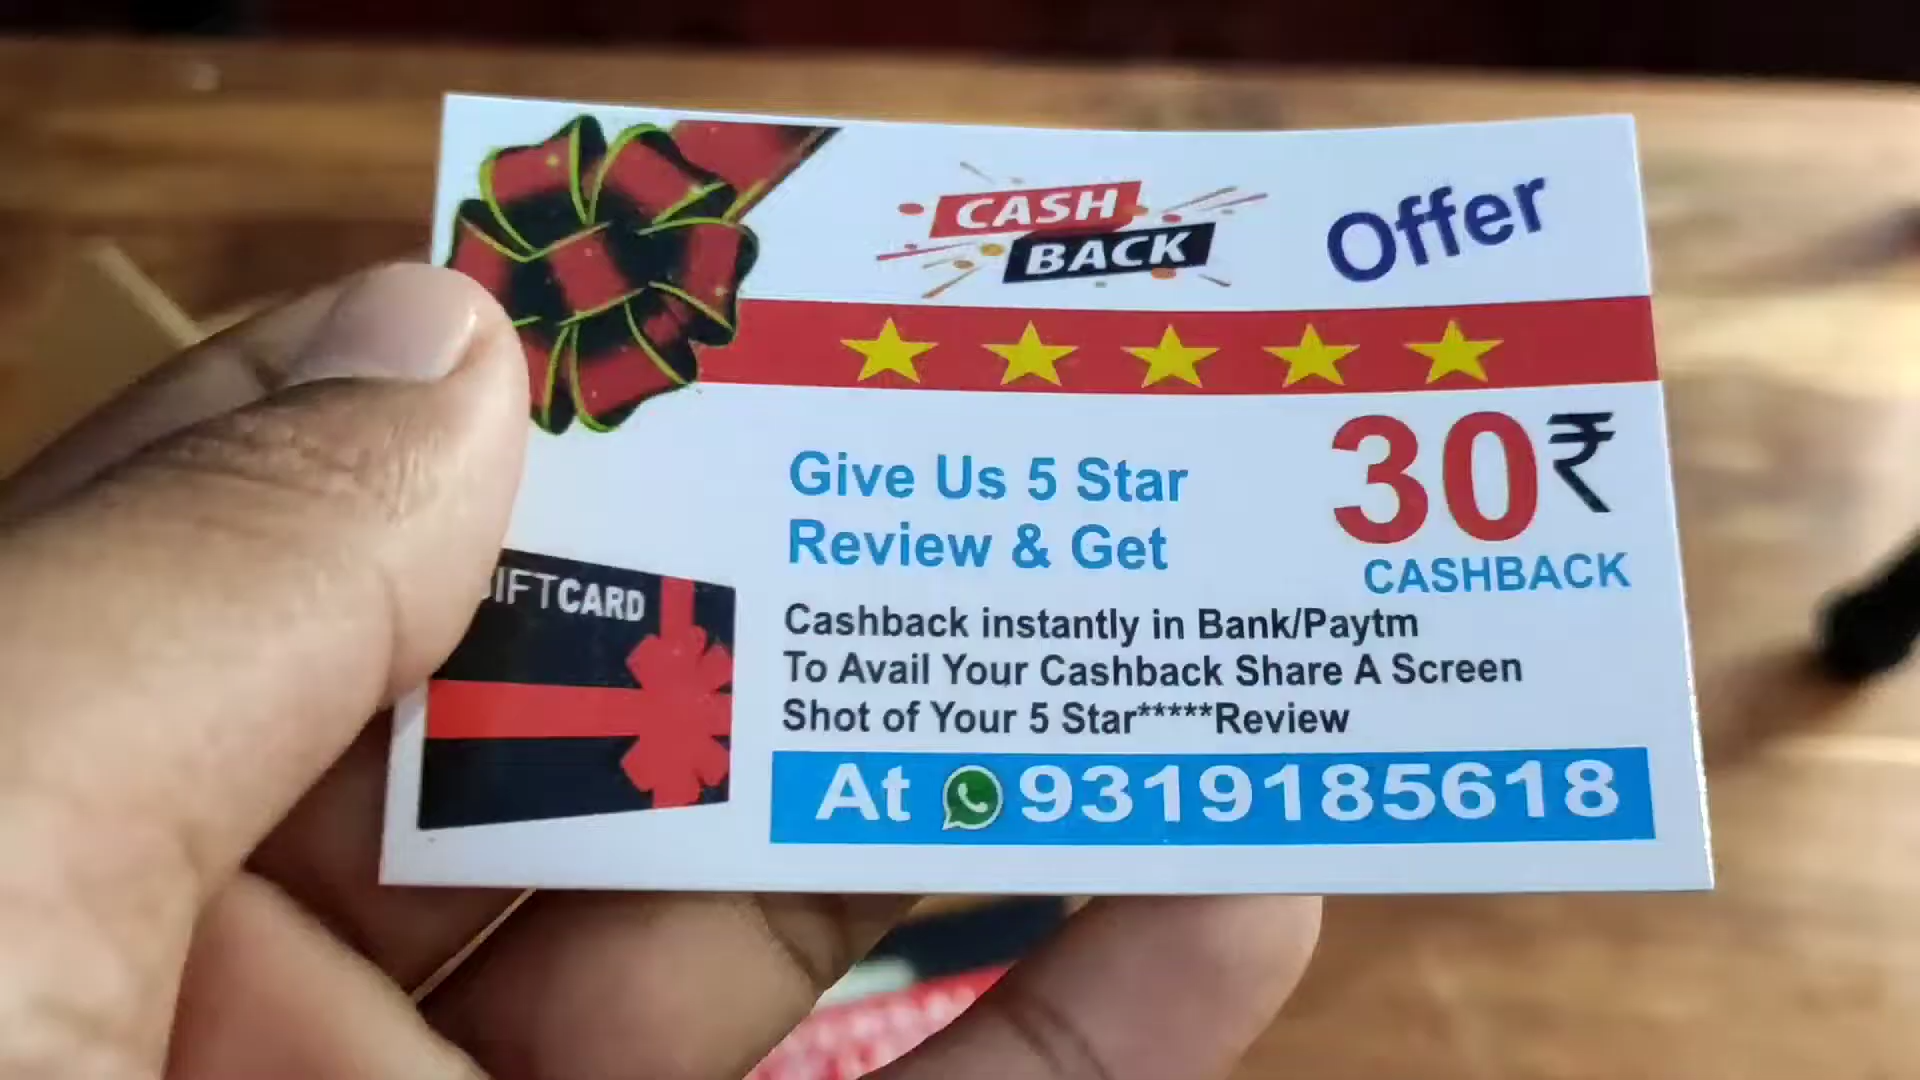 CASH
BACK
Offer
Give Us 5 Star
Review & Get
30₹
CASHBACK
IFTCARD
Cashback instantly in Bank/Paytm
To Avail Your Cashback Share A Screen
Shot of Your 5 Star*****Review
At 9319185618